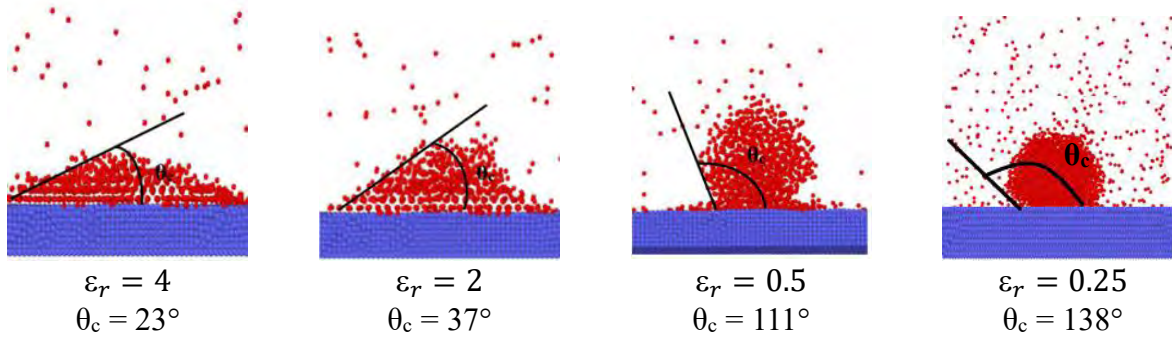 θc
θc
θc
θc
εr = 4
θc = 23°
εr = 2
θc = 37°
εr = 0.5
θc = 111°
εr = 0.25
θc = 138°